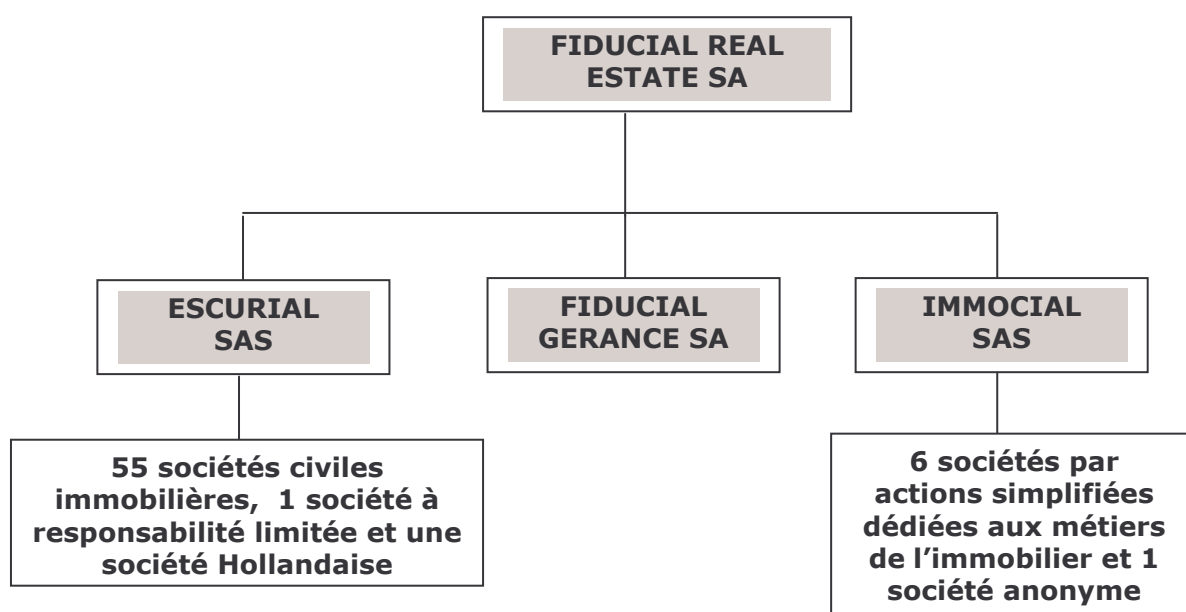 FIDUCIAL REAL
ESTATE SA
ESCURIAL
SAS
FIDUCIAL
GERANCE SA
IMMOCIAL
SAS
55 sociétés civiles
immobilières, 1 société à
responsabilité limitée et une
société Hollandaise
6 sociétés par
actions simplifiées
dédiées aux métiers
de l’immobilier et 1
société anonyme